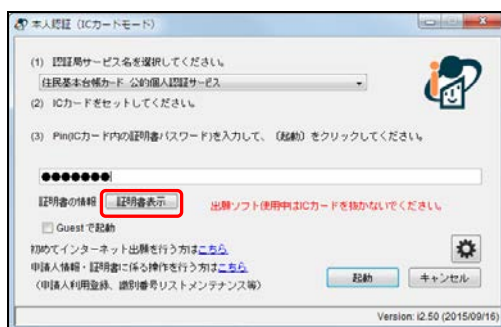 本人認証 (ICカードモード)
(1) 認証局サービス名を選択してください。
住民基本台帳カード 公的個人認証サービス
(2) ICカードをセットしてください。
(3) Pin(ICカード内の証明書パスワード)を入力して、(起動) をクリックしてください。
証明書の情報 証明書表示 出願ソフト使用中はICカードを抜かないでください。
Guestで起動
初めてインターネット出願を行う方はこちら
申請人情報・証明書に係る操作を行う方はこちら
(申請人利用登録、識別番号リストメンテナンス等)
起動 キャンセル
Version: i2.50 (2015/09/16)